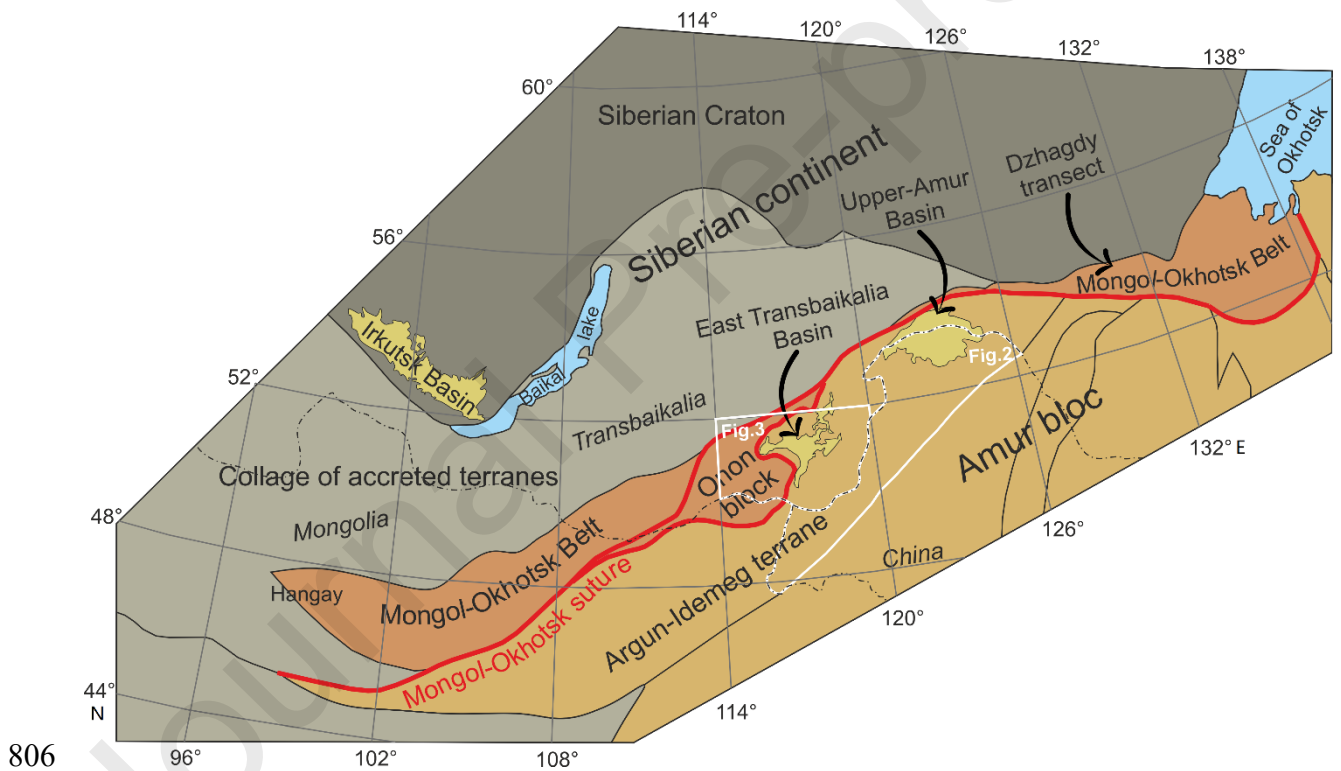 114°
120°
126°
132°
138°
60°
Siberian Craton
Siberian continent
Sea of
Okhotsk
Dzhagdy
transect
Upper-Amur
Basin
56°
Mongol-Okhotsk Belt
East Transbaikalia
Basin
Irkutsk Basin
Baikal
lake
Fig.2
52°
Transbaikalia
Fig.3
Amur bloc
132° E
Collage of accreted terranes
Onon
block
48°
Mongolia
126°
Mongol-Okhotsk Belt
China
Hangay
Argun-Idemeg terrane
120°
Mongol-Okhotsk suture
44°
N
114°
806
96°
102°
108°
Journal Pre-pr